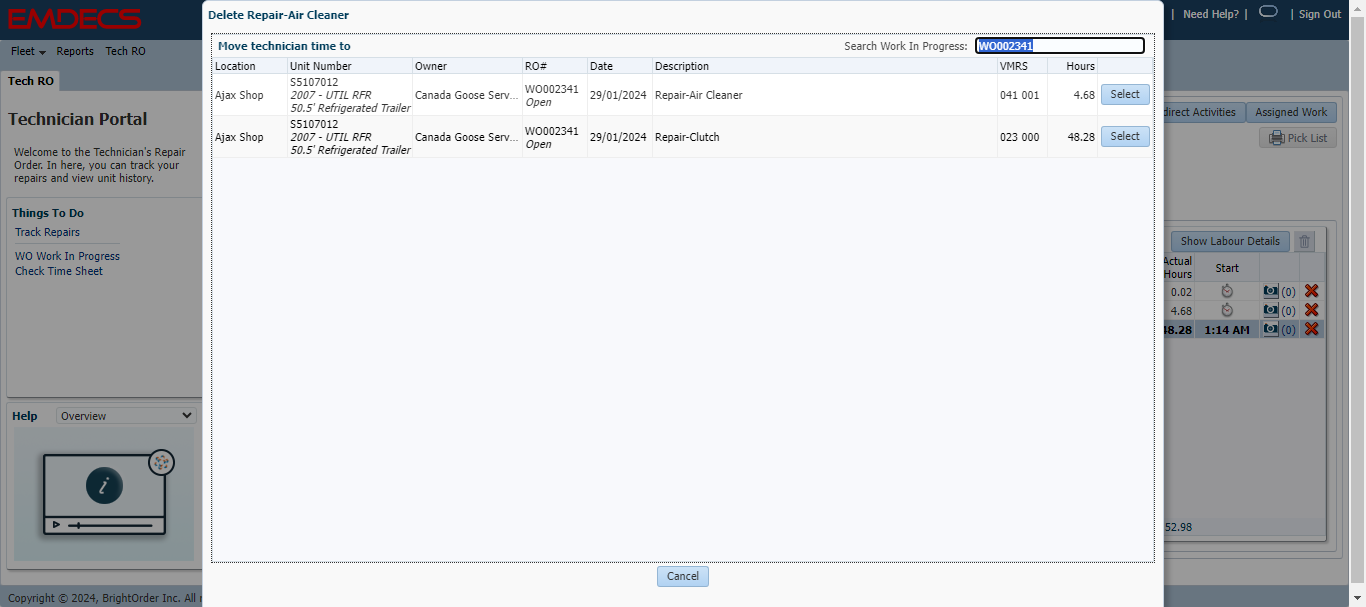 EMDECS
| Need Help? | | Sign Out
Fleet Reports Tech RO
Tech RO
Technician Portal
Welcome to the Technician's Repair
Order. In here, you can track your
repairs and view unit history.
Things To Do
Track Repairs
WO Work In Progress
Check Time Sheet
Help Overview
i
Copyright © 2024, BrightOrder Inc. All
Delete Repair-Air Cleaner
Move technician time to Search Work In Progress: WO002341
Location Unit Number Owner RO# Date Description VMRS Hours
Ajax Shop S5107012 Canada Goose Serv... WO002341 29/01/2024 Repair-Air Cleaner 041 001 4.68 Select
2007 - UTIL RFR Open
50.5' Refrigerated Trailer
Ajax Shop S5107012 Canada Goose Serv... WO002341 29/01/2024 Repair-Clutch 023 000 48.28 Select
2007 - UTIL RFR Open
50.5' Refrigerated Trailer
Cancel
direct Activities Assigned Work
Pick List
Show Labour Details
Actual
Hours Start
0.02 (0)
4.68 (0)
48.28 1:14 AM (0)
52.98